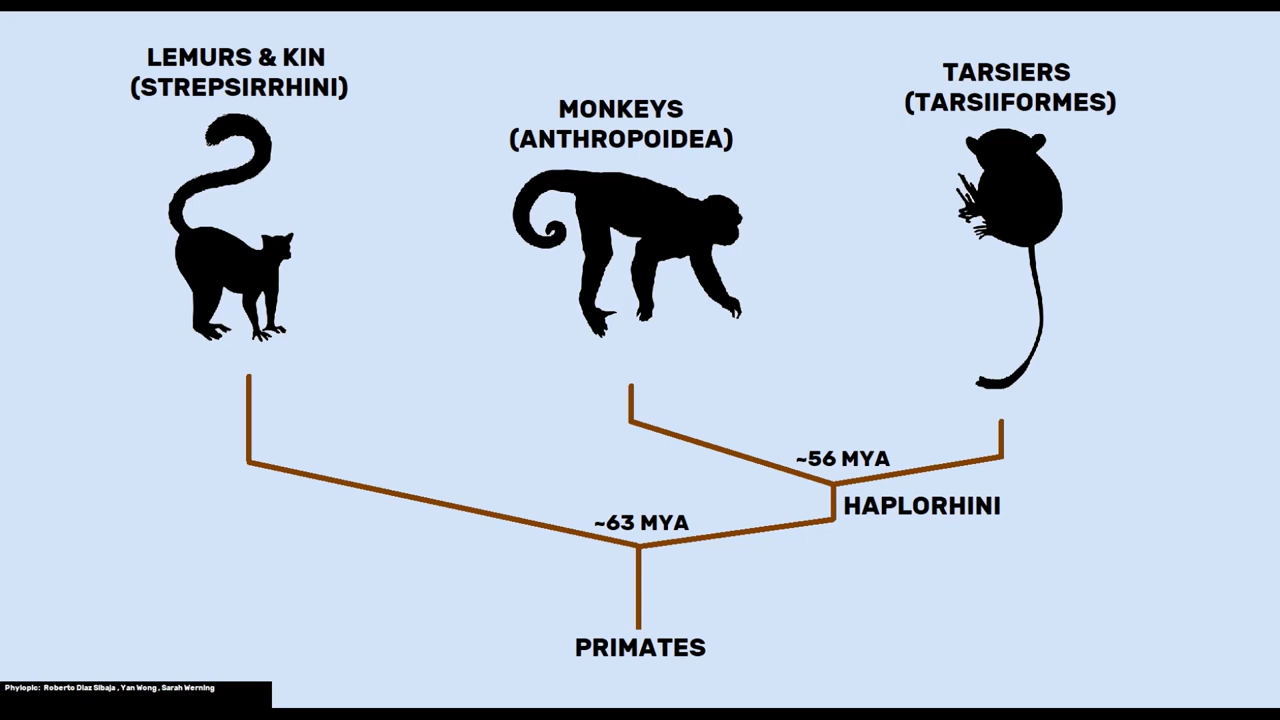 LEMURS & KIN
(STREPSIRRHINI)
MONKEYS
(ANTHROPOIDEA)
TARSIERS
(TARSIIFORMES)
~56 MYA
HAPLORHINI
~63 MYA
PRIMATES
Phylopic: Roberto Diaz Sibaja , Yan Wong , Sarah Werning